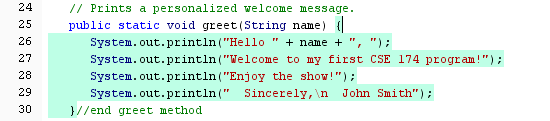 24 // Prints a personalized welcome message.
25 public static void greet(String name) {
26 System.out.println("Hello " + name + ", ");
27 System.out.println("Welcome to my first CSE 174 program!");
28 System.out.println("Enjoy the show!");
29 System.out.println("  Sincerely,\n  John Smith");
30 }//end greet method